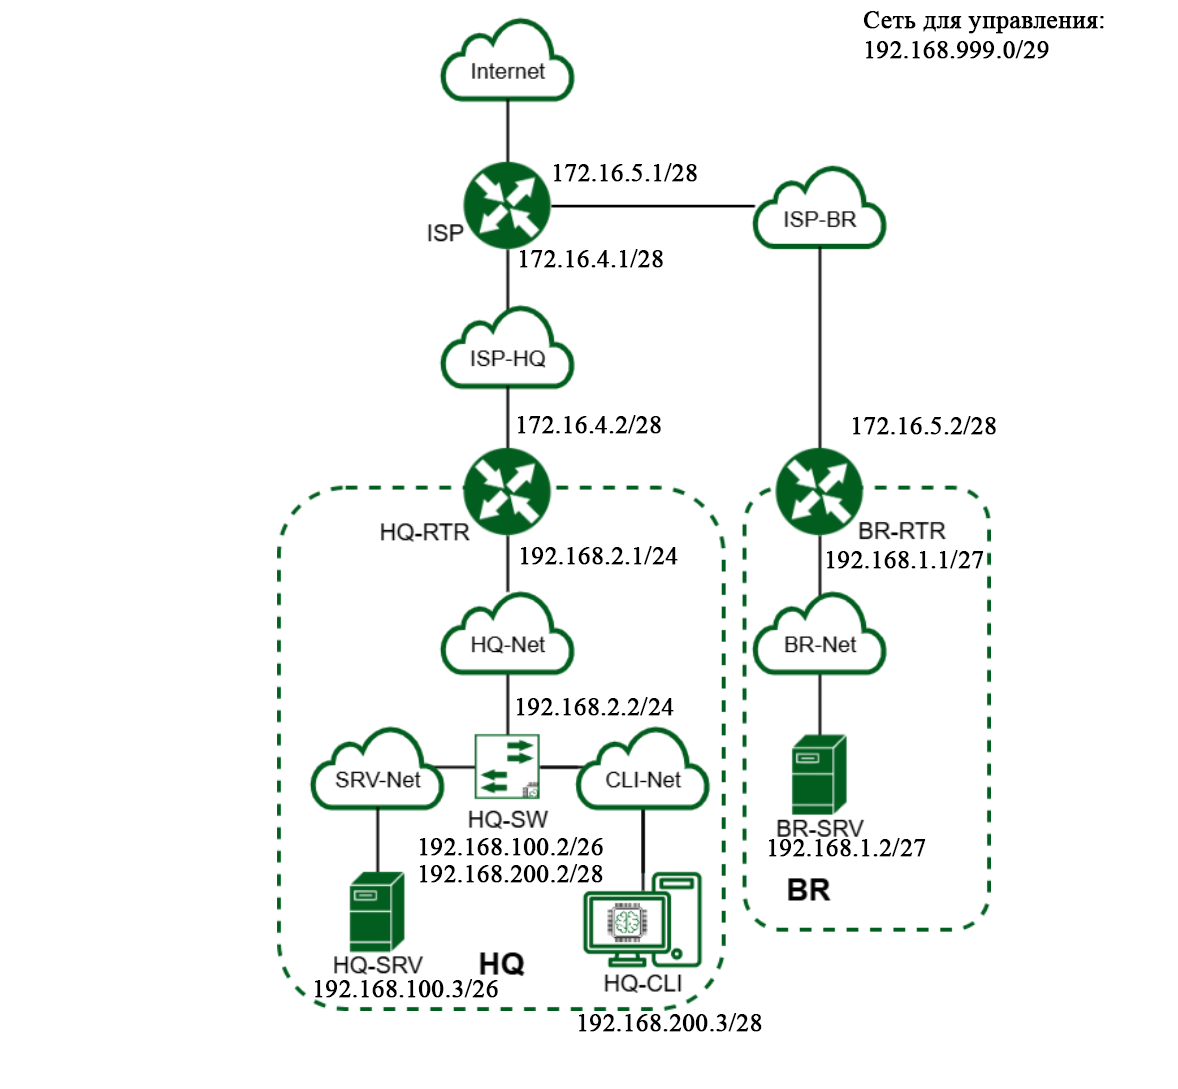 Сеть для управления:
192.168.999.0/29
Internet
172.16.5.1/28
ISP
ISP-BR
172.16.4.1/28
ISP-HQ
172.16.4.2/28
172.16.5.2/28
HQ-RTR
BR-RTR
192.168.2.1/24
192.168.1.1/27
HQ-Net
BR-Net
192.168.2.2/24
SRV-Net
CLI-Net
HQ-SW
192.168.100.2/26
192.168.200.2/28
BR-SRV
192.168.1.2/27
BR
HQ-SRV
192.168.100.3/26
HQ
HQ-CLI
192.168.200.3/28